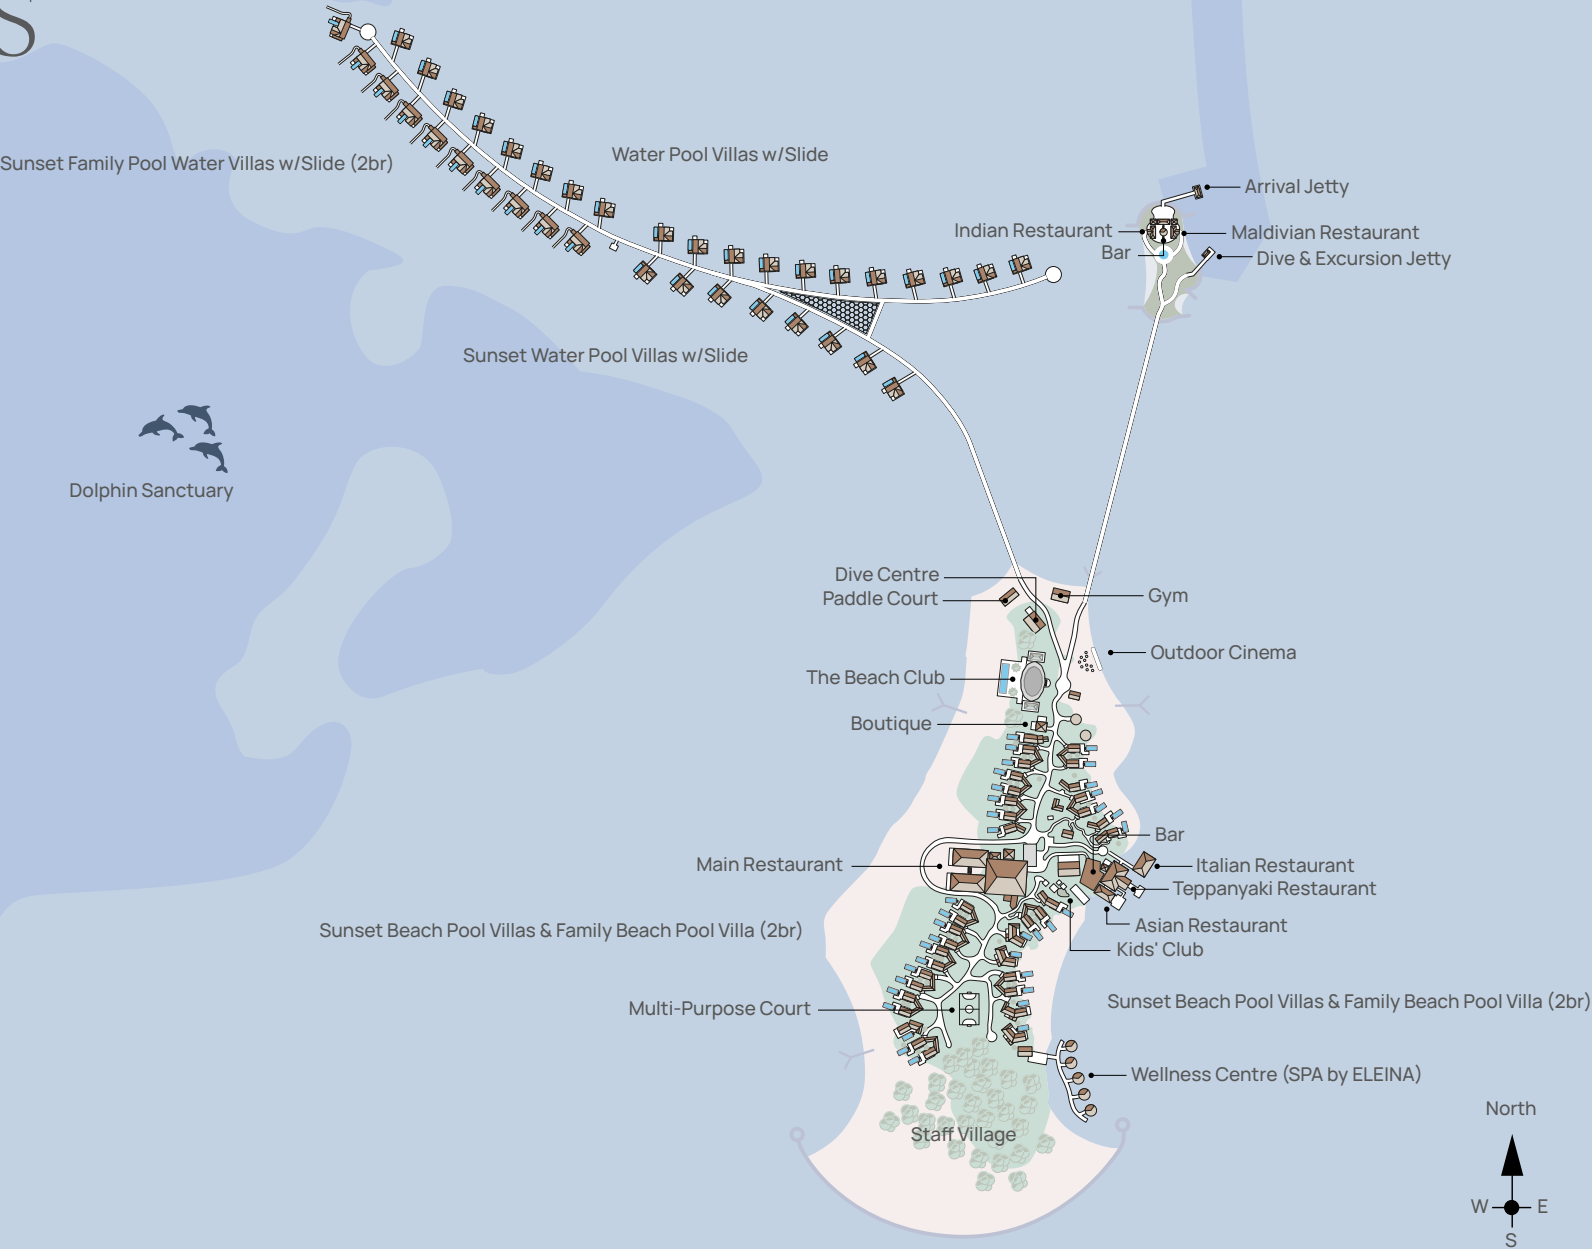 S
Sunset Family Pool Water Villas w/Slide (2br)
Water Pool Villas w/Slide
Arrival Jetty
Indian Restaurant
Maldivian Restaurant
Bar
Dive & Excursion Jetty
Sunset Water Pool Villas w/Slide
Dolphin Sanctuary
Dive Centre
Paddle Court
Gym
Outdoor Cinema
The Beach Club
Boutique
Bar
Main Restaurant
Italian Restaurant
Teppanyaki Restaurant
Asian Restaurant
Sunset Beach Pool Villas & Family Beach Pool Villa (2br)
Kids' Club
Sunset Beach Pool Villas & Family Beach Pool Villa (2br)
Multi-Purpose Court
Wellness Centre (SPA by ELEINA)
Staff Village
North
W E
S